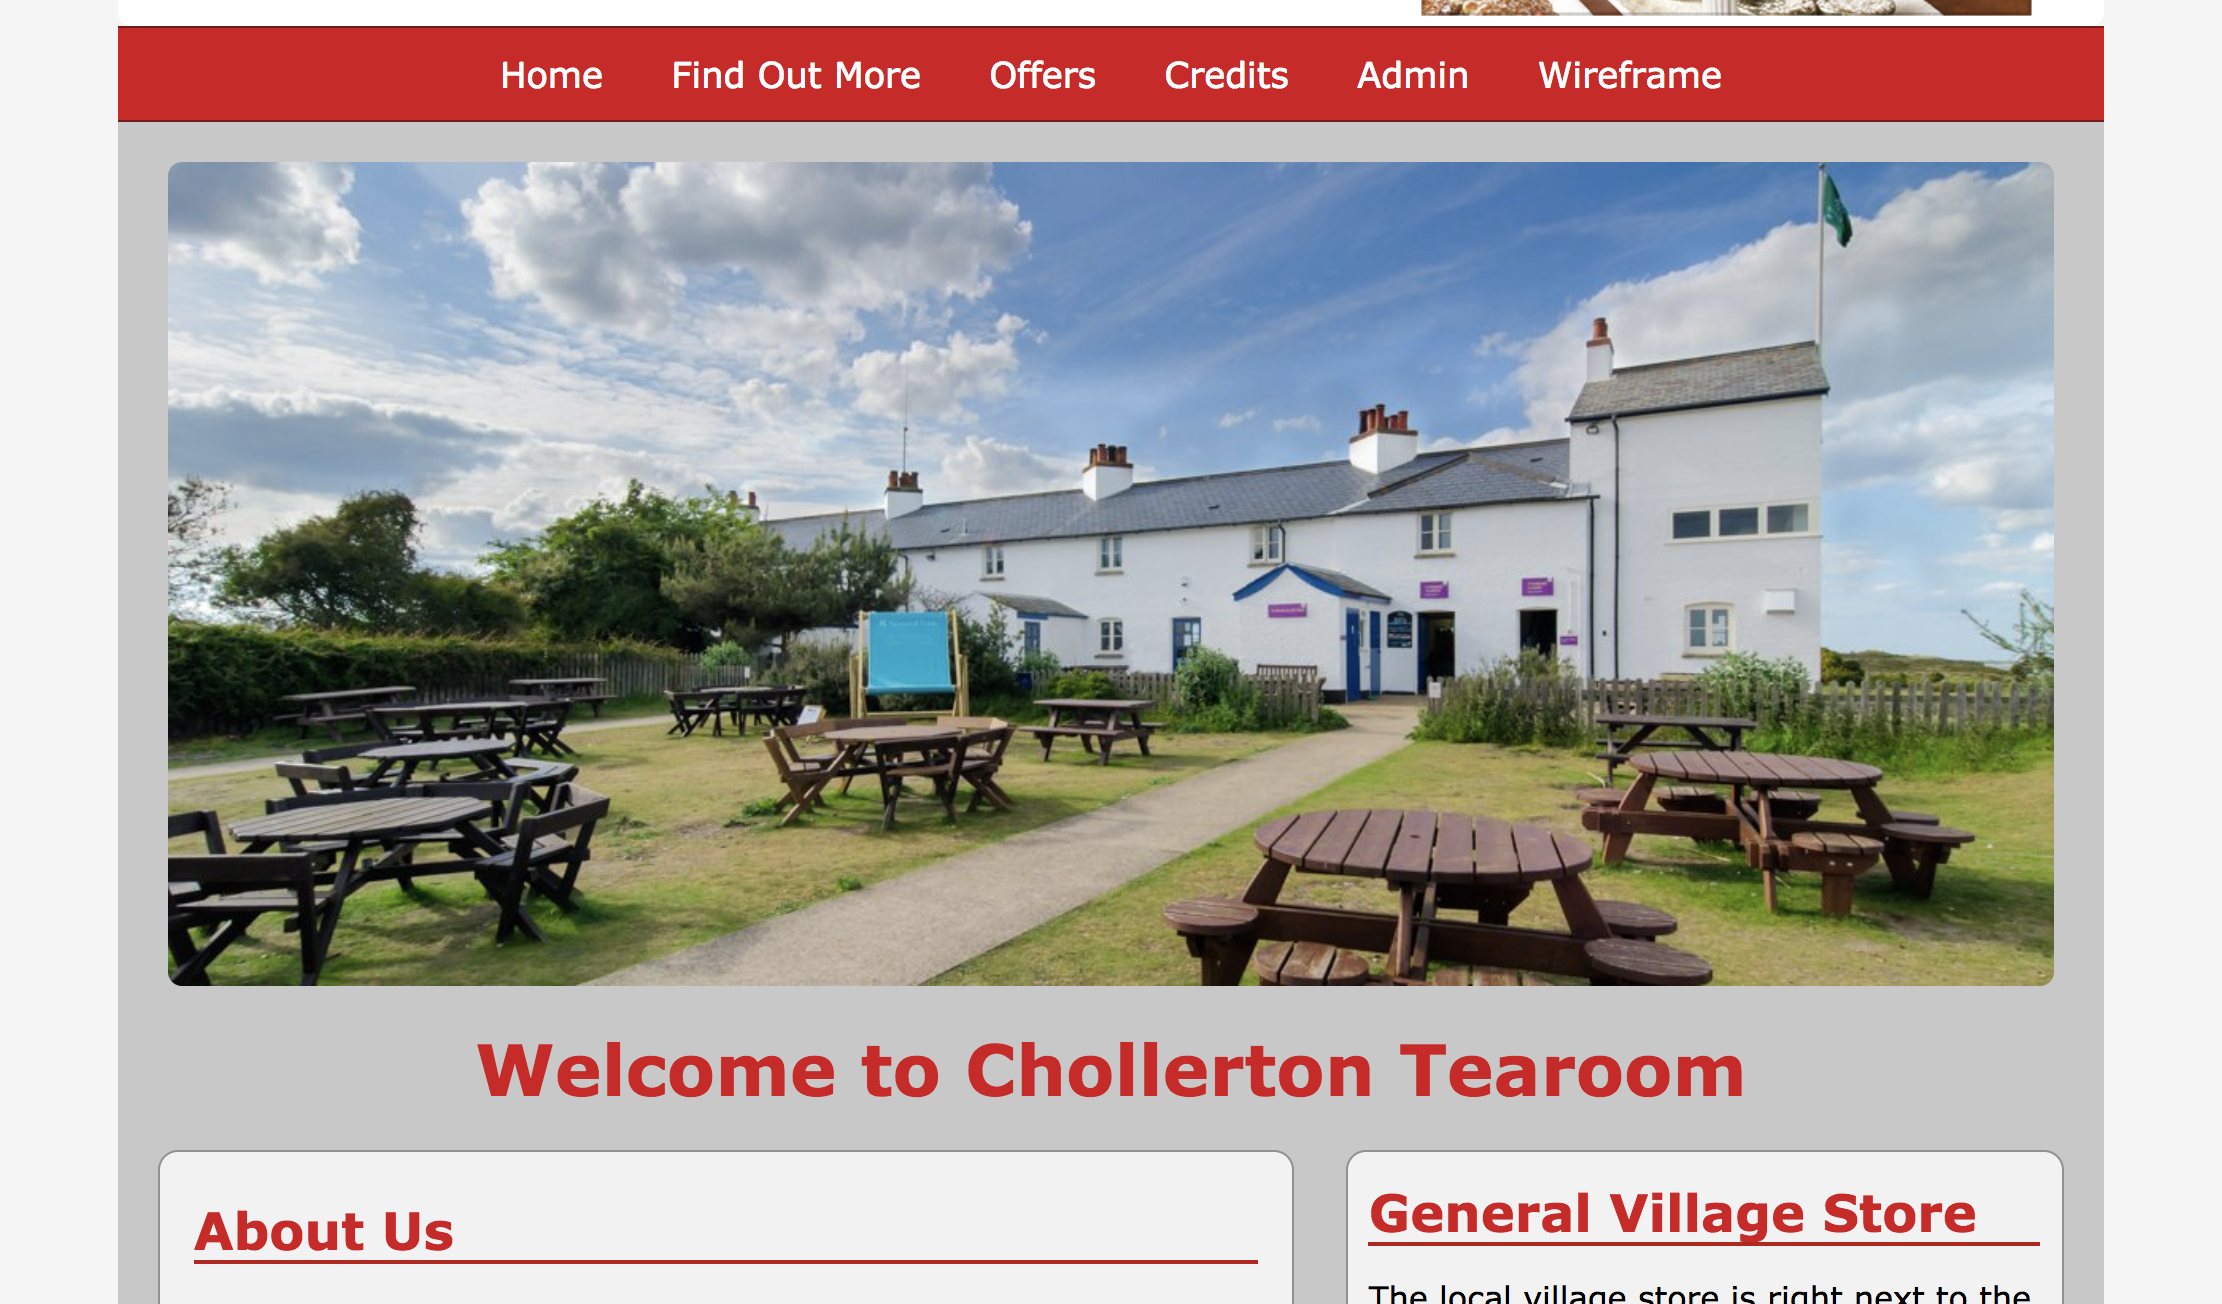 Home Find Out More Offers Credits Admin Wireframe
Welcome to Chollerton Tearoom
About Us
General Village Store
The local village store is right next to the